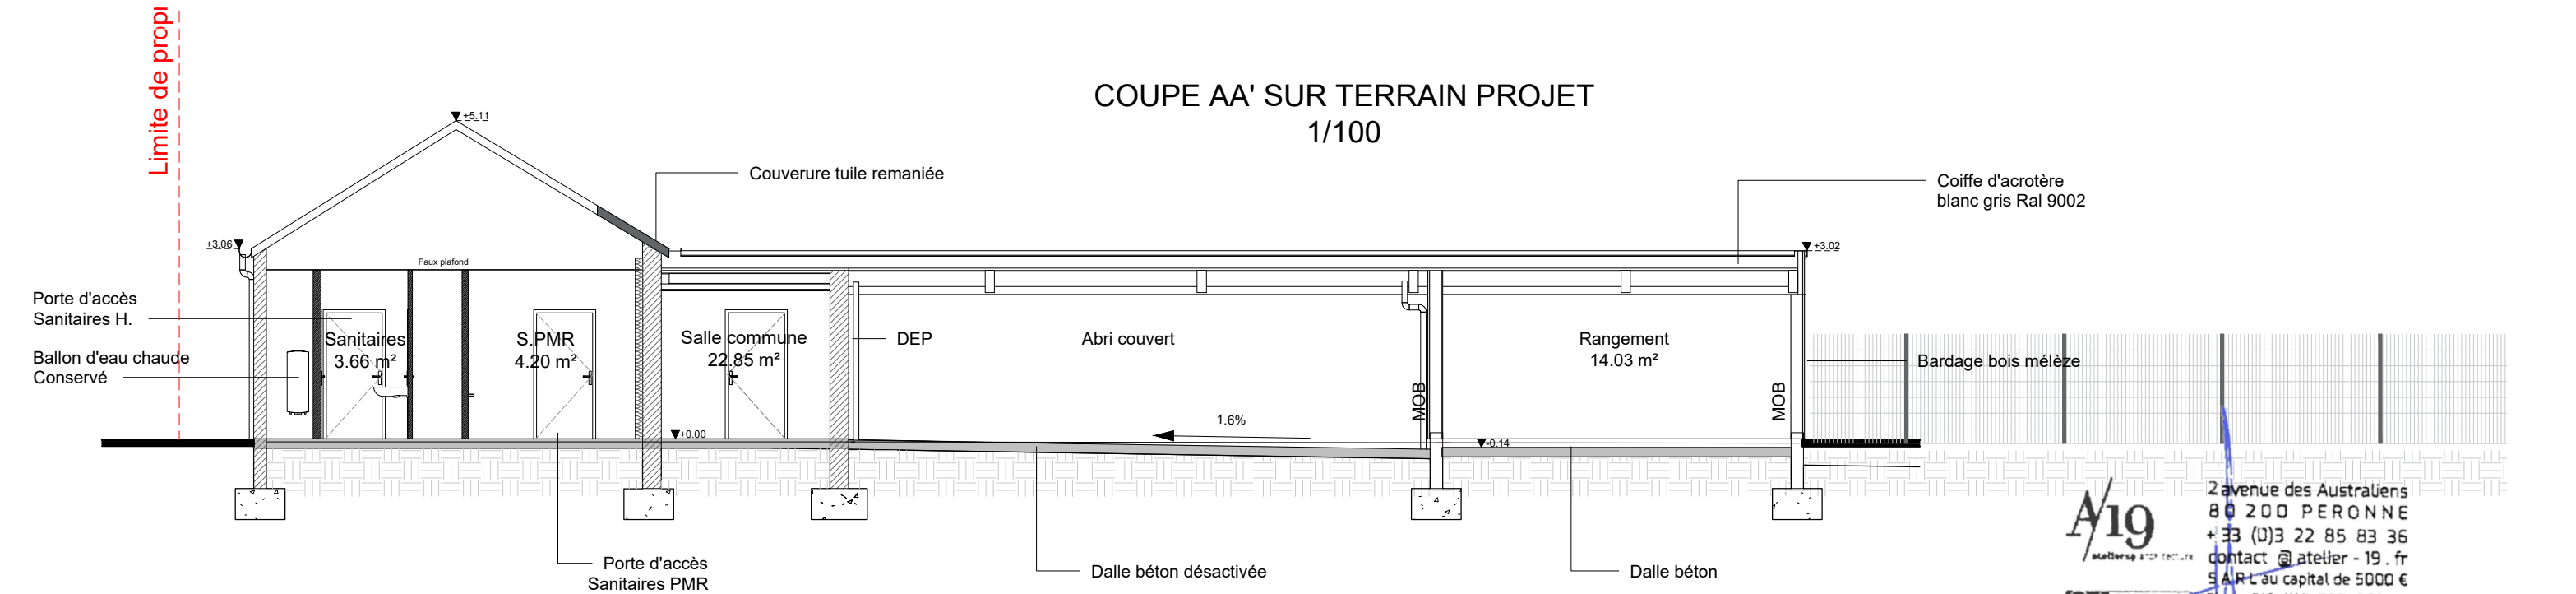 Limite de propr
COUPE AA' SUR TERRAIN PROJET
1/100
+5.11
Couverure tuile remaniée
Coiffe d'acrotère
blanc gris Ral 9002
+3.06
+3.02
Faux plafond
Porte d'accès
Sanitaires H.
Ballon d'eau chaude
Conservé
Sanitaires
3.66 m²
S.PMR
4.20 m²
Salle commune
22.85 m²
DEP
Abri couvert
Rangement
14.03 m²
Bardage bois mélèze
MOB
MOB
1.6%
+0.00
-0.14
Porte d'accès
Sanitaires PMR
Dalle béton désactivée
Dalle béton
A/19
2 avenue des Australiens
80 200 PERONNE
+33 (0)3 22 85 83 36
contact @ atelier - 19 . fr
SARL au capital de 5000 €